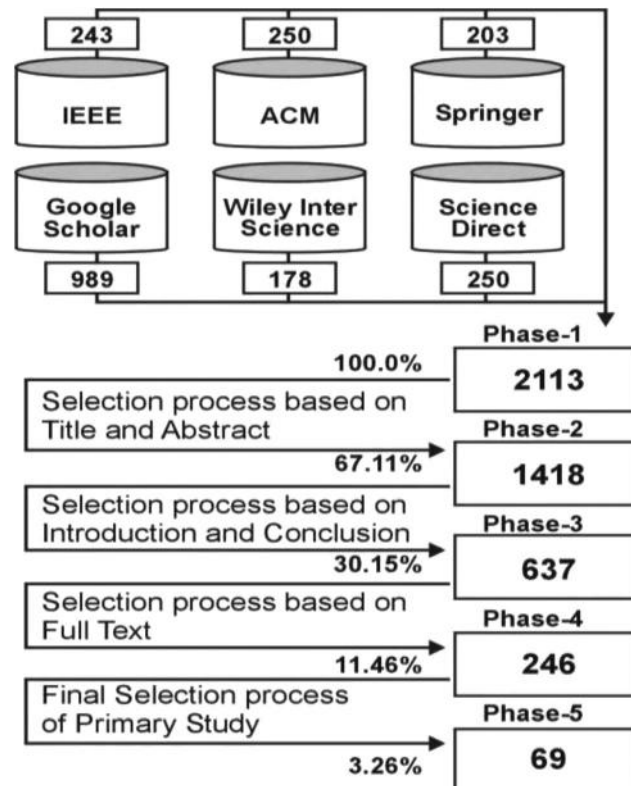 243 250 203
IEEE ACM Springer
Google Wiley Inter Science
Scholar Science Direct
989 178 250
Phase-1
100.0%
2113
Selection process based on
Title and Abstract
Phase-2
67.11%
1418
Selection process based on
Introduction and Conclusion
Phase-3
30.15%
637
Selection process based on
Full Text
Phase-4
11.46%
246
Final Selection process
of Primary Study
Phase-5
3.26%
69